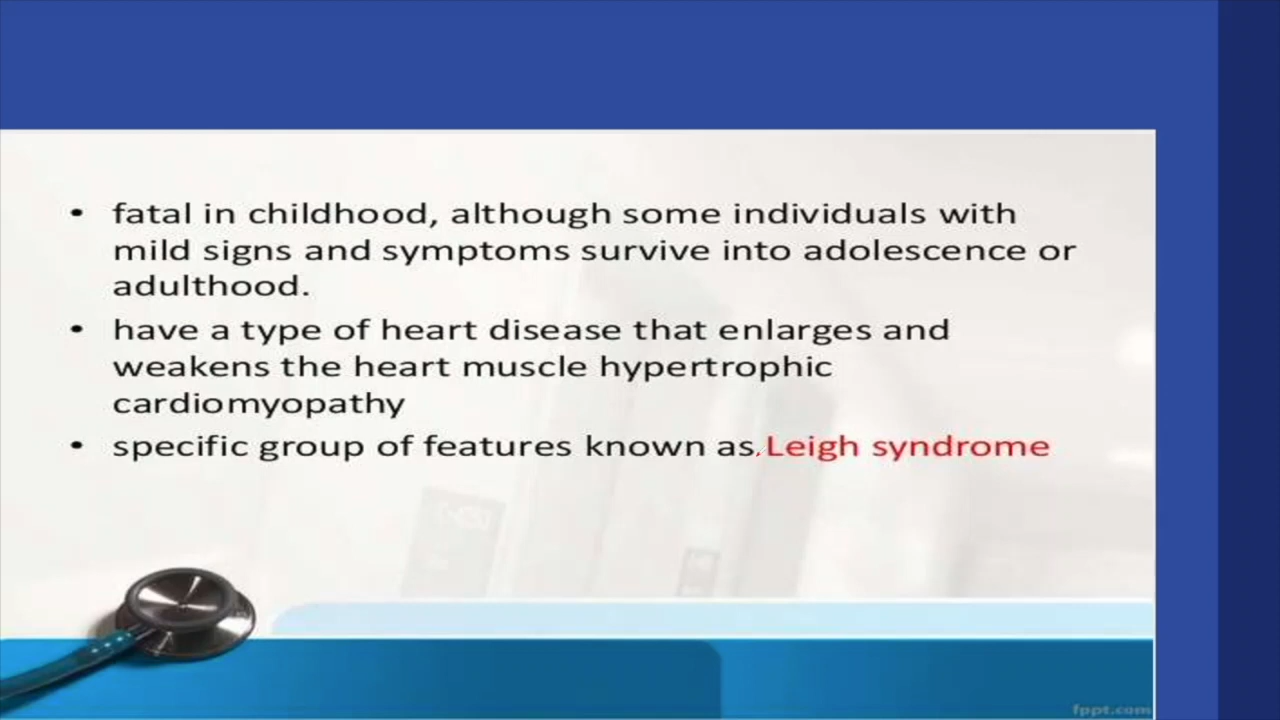 • fatal in childhood, although some individuals with
mild signs and symptoms survive into adolescence or
adulthood.
• have a type of heart disease that enlarges and
weakens the heart muscle hypertrophic
cardiomyopathy
• specific group of features known as,Leigh syndrome
fppt.com